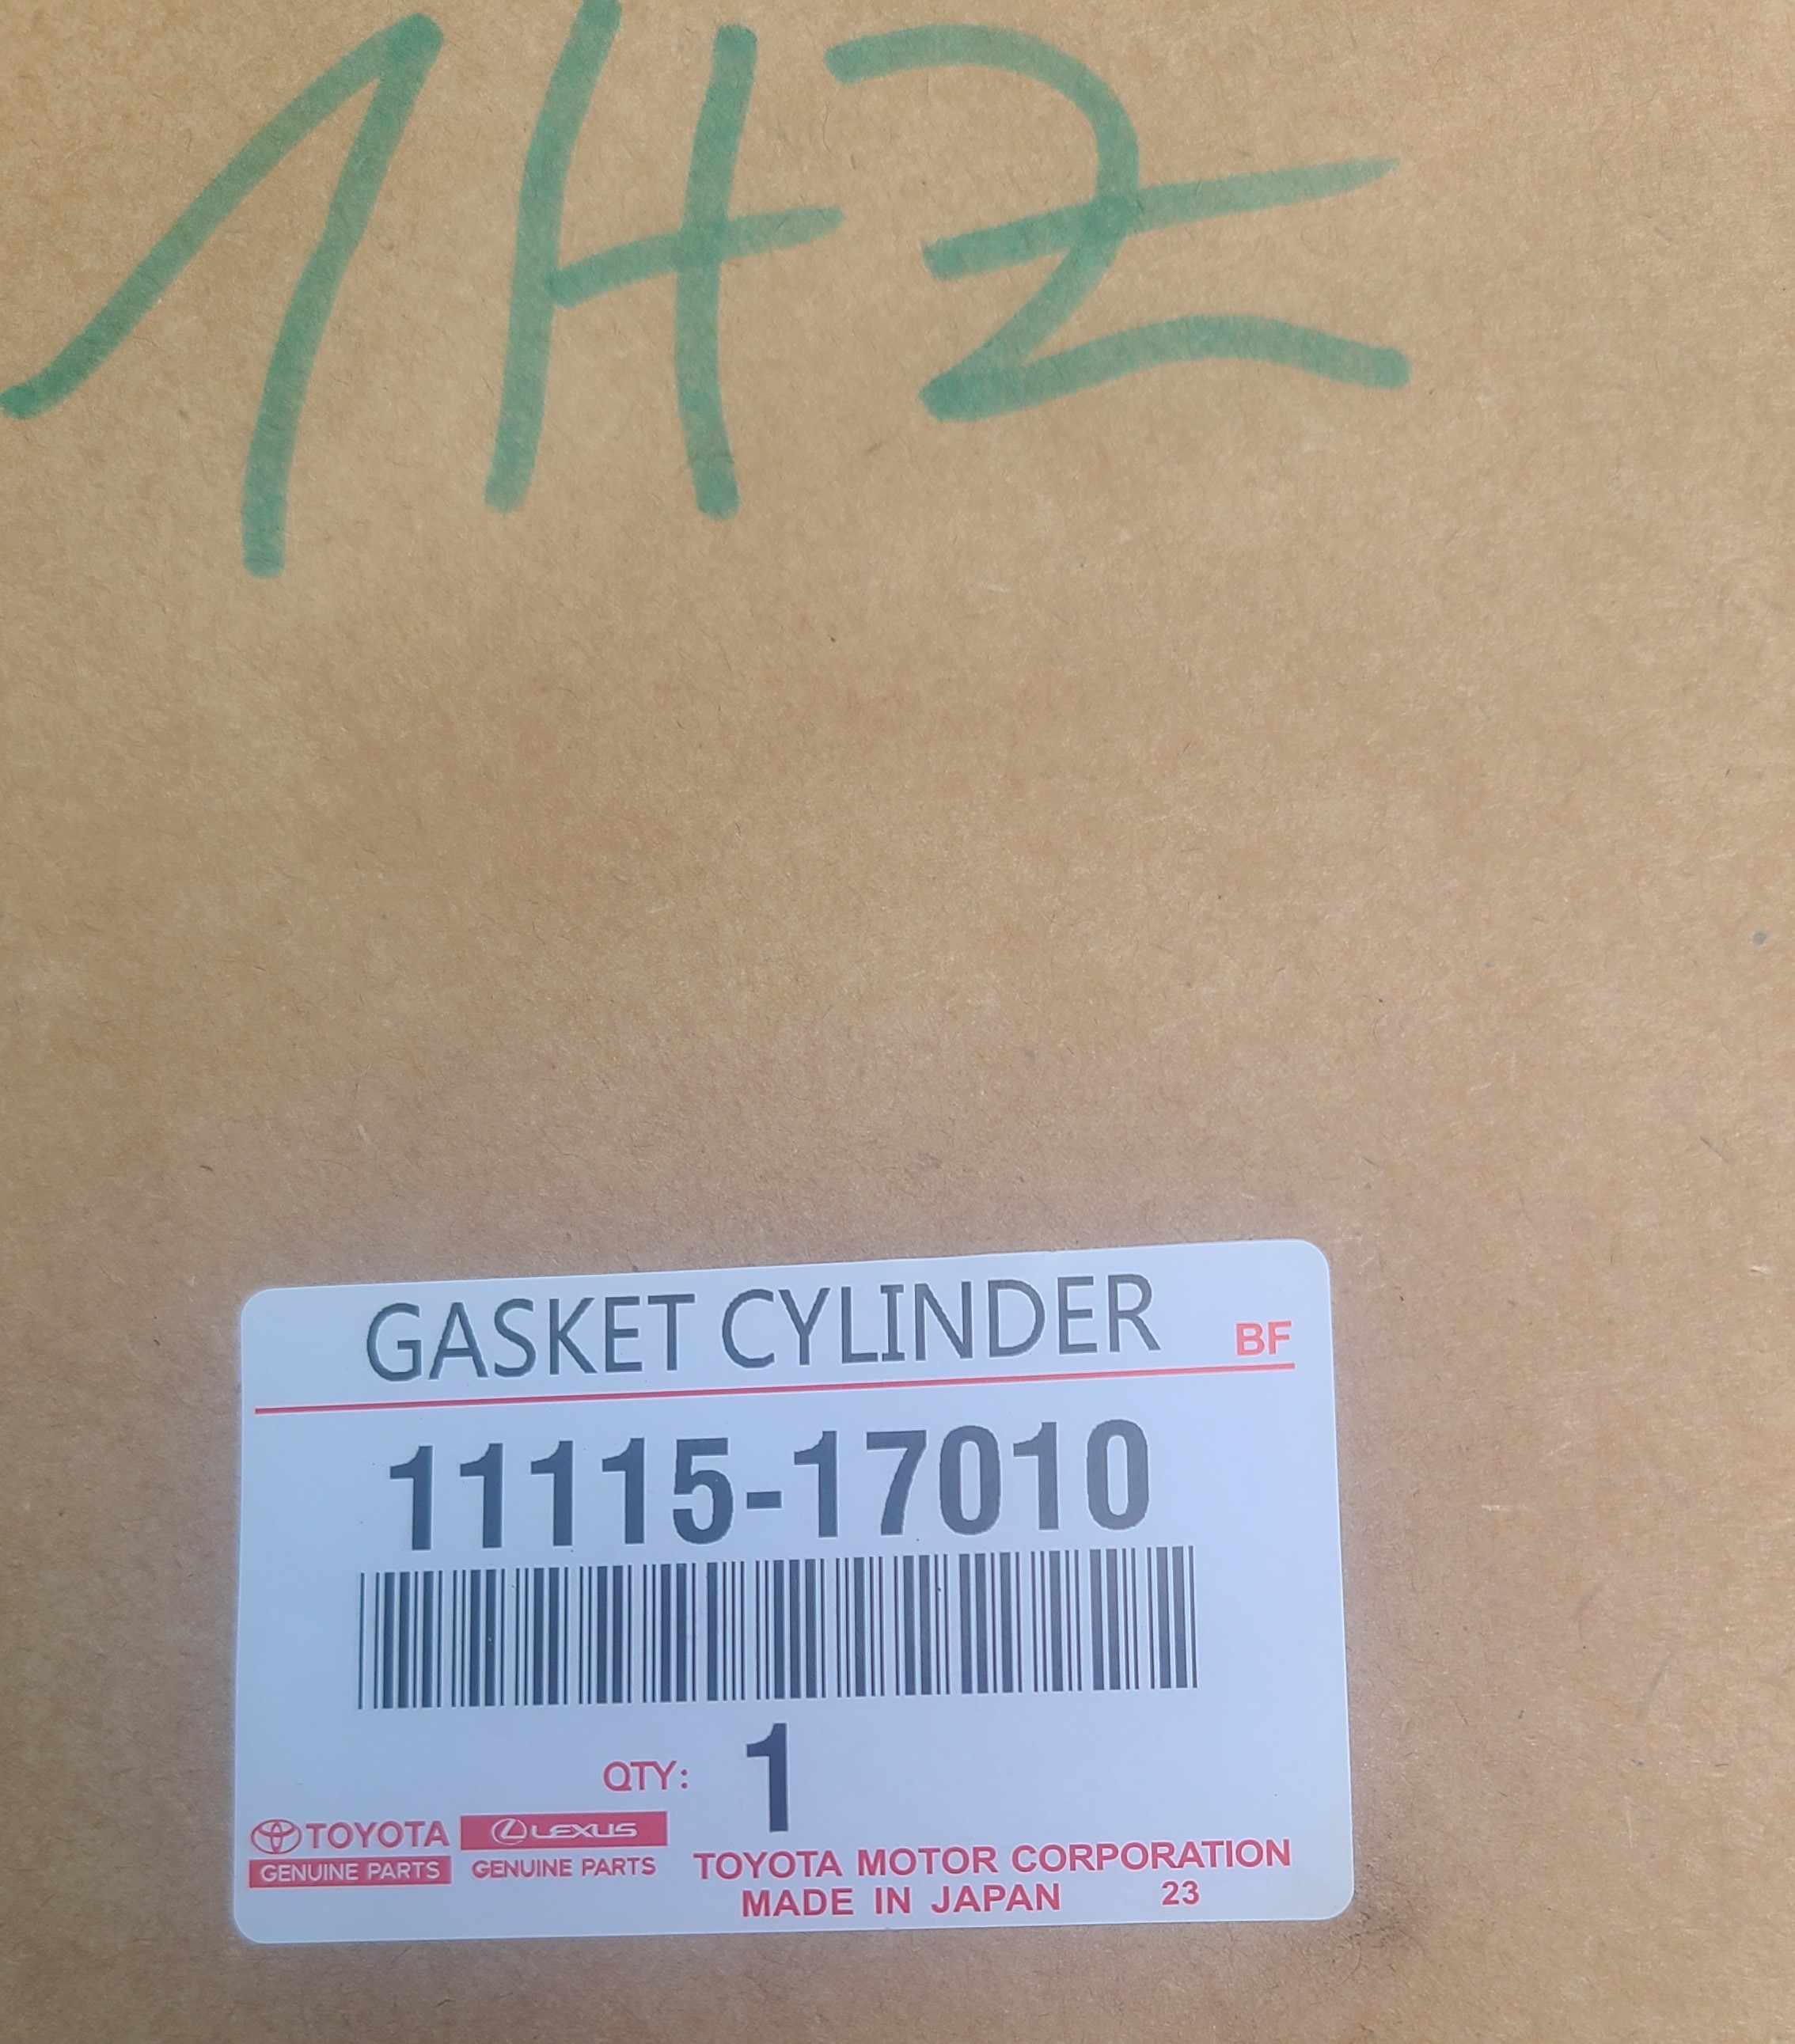 1HZ
GASKET CYLINDER BF
11115-17010
QTY: 1
TOYOTA LEXUS
GENUINE PARTS GENUINE PARTS TOYOTA MOTOR CORPORATION
MADE IN JAPAN 23